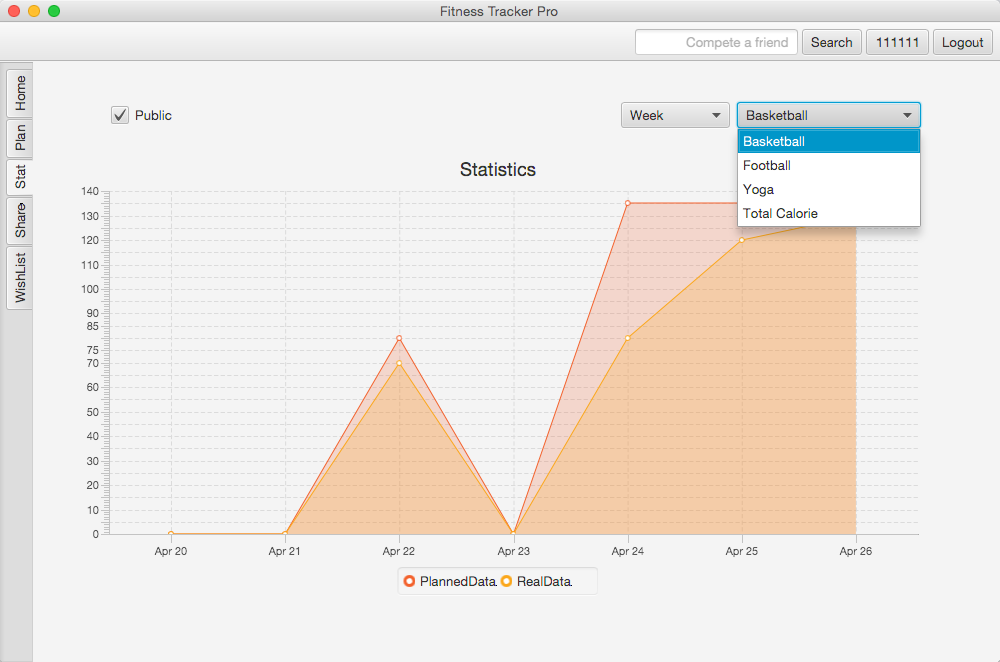 Fitness Tracker Pro
Compete a friend Search 111111 Logout
Home
Plan
Stat
Share
WishList
Public Week Basketball
Basketball
Football
Yoga
Total Calorie
Statistics
140
130
120
110
100
90
85
75
70
60
50
40
30
20
10
0
Apr 20 Apr 21 Apr 22 Apr 23 Apr 24 Apr 25 Apr 26
PlannedData RealData